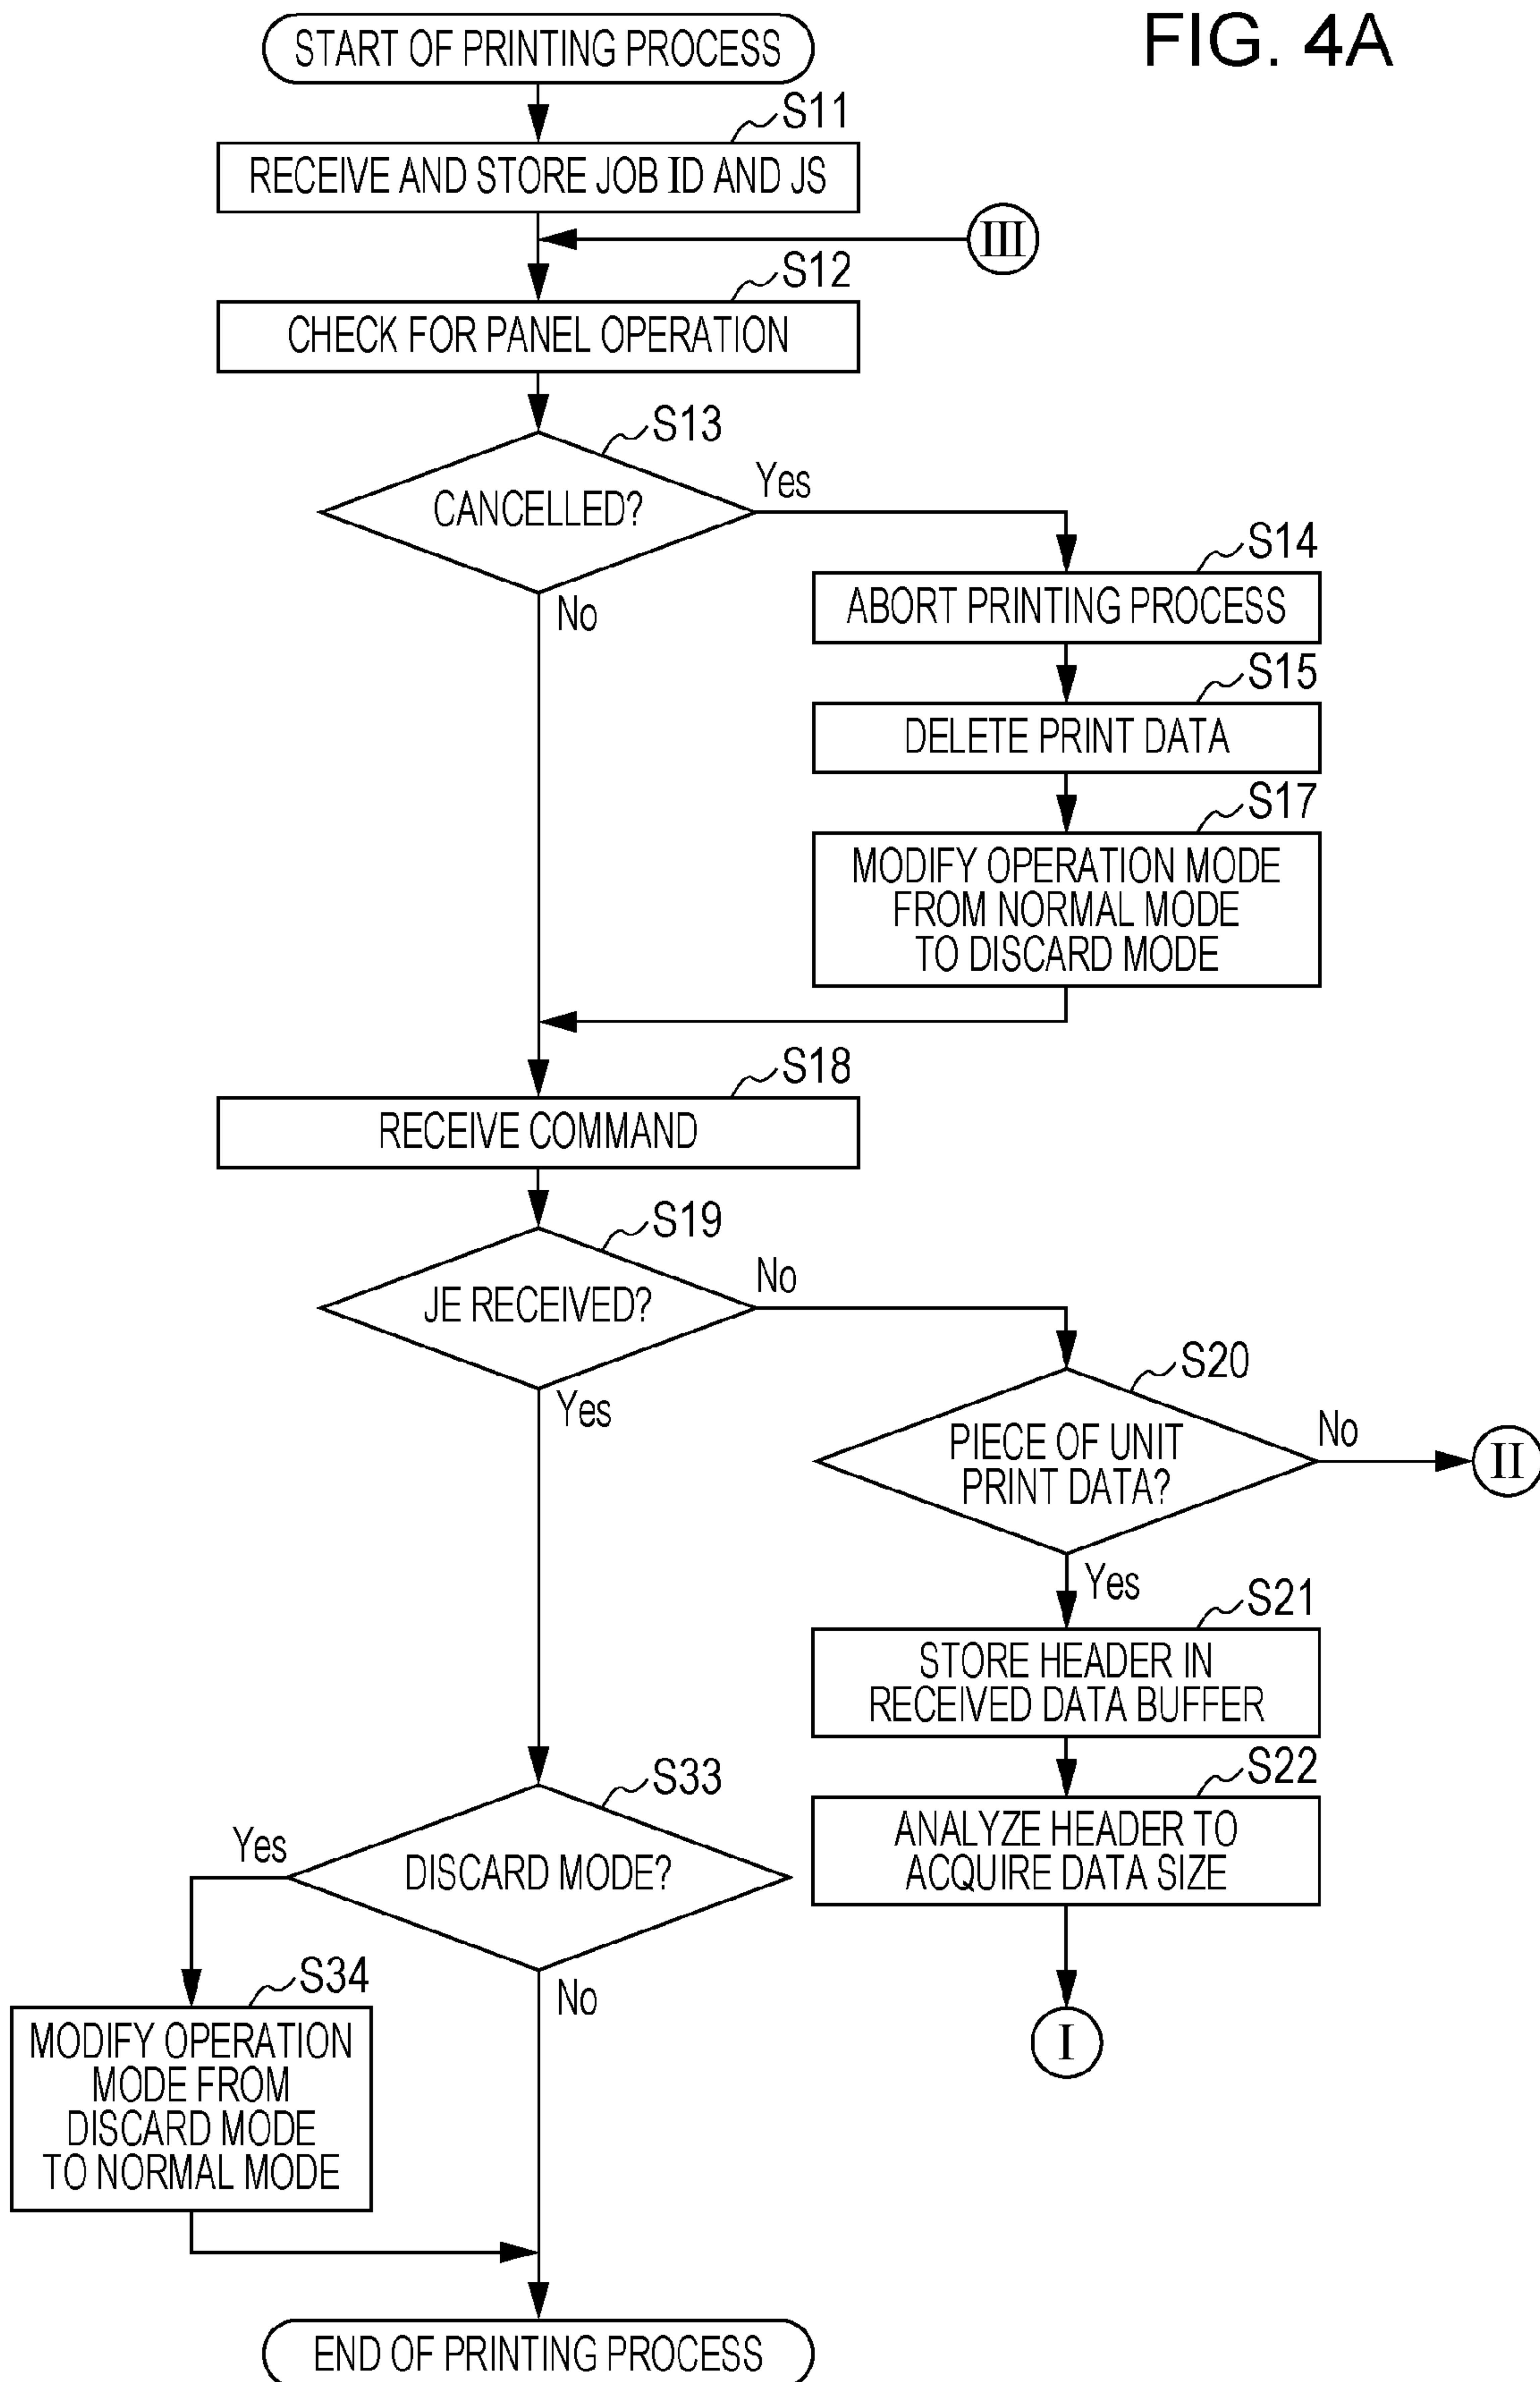 FIG. 4A
START OF PRINTING PROCESS
S11
RECEIVE AND STORE JOB ID AND JS
III
S12
CHECK FOR PANEL OPERATION
S13
CANCELLED?
Yes
No
S14
ABORT PRINTING PROCESS
S15
DELETE PRINT DATA
S17
MODIFY OPERATION MODE
FROM NORMAL MODE
TO DISCARD MODE
S18
RECEIVE COMMAND
S19
JE RECEIVED?
No
Yes
S20
PIECE OF UNIT
PRINT DATA?
No
II
Yes
S21
STORE HEADER IN
RECEIVED DATA BUFFER
S22
ANALYZE HEADER TO
ACQUIRE DATA SIZE
I
S33
DISCARD MODE?
Yes
No
S34
MODIFY OPERATION
MODE FROM
DISCARD MODE
TO NORMAL MODE
END OF PRINTING PROCESS